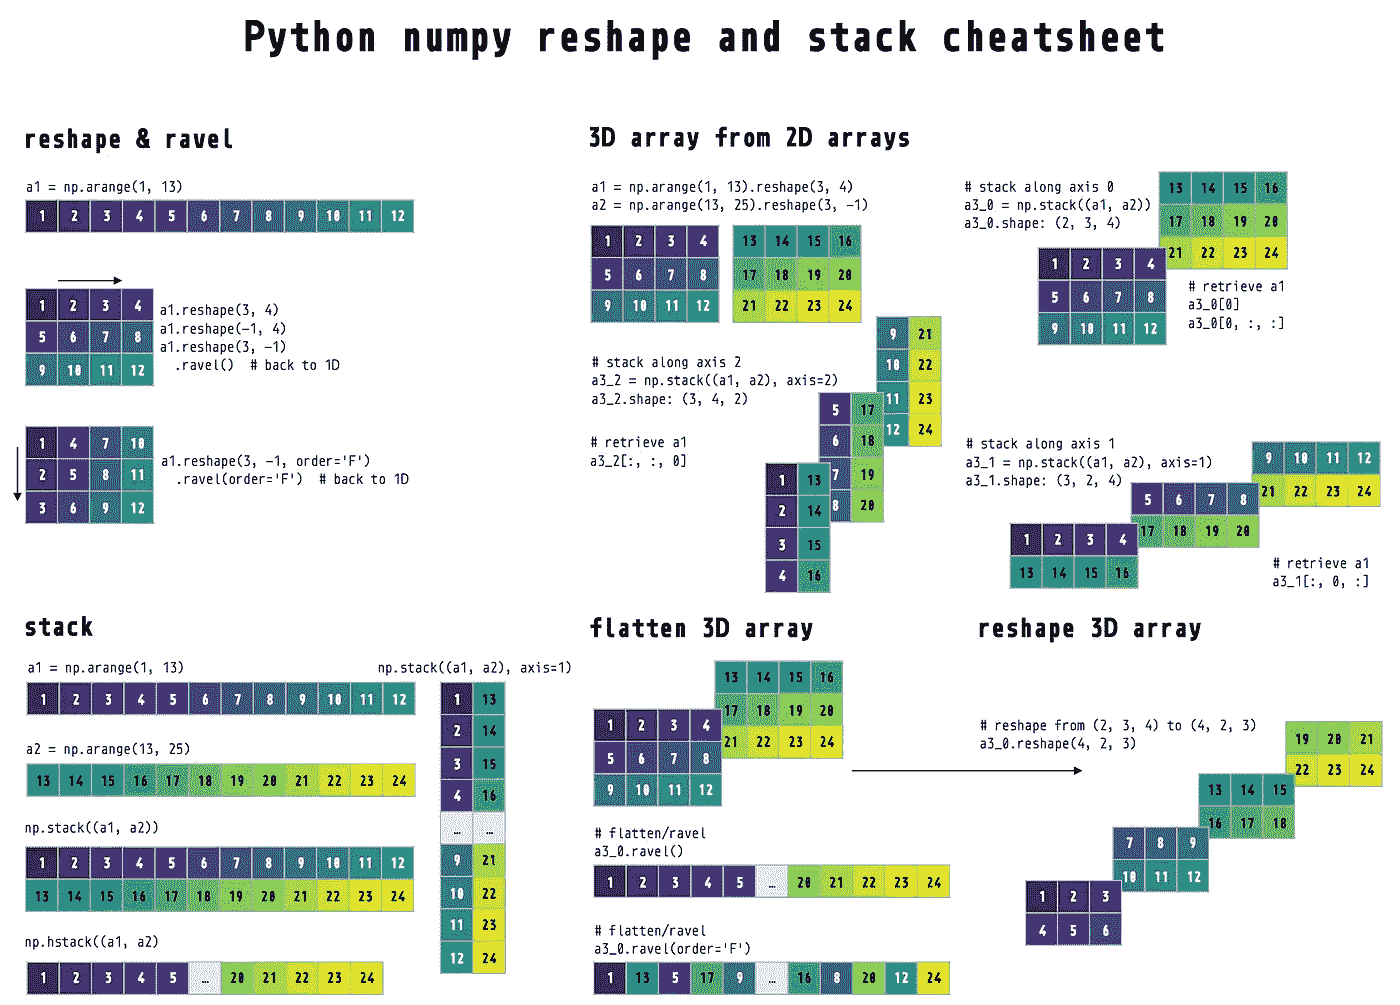 Python numpy reshape and stack cheatsheet
reshape & ravel
a1 = np.arange(1, 13)
1 2 3 4 5 6 7 8 9 10 11 12
1 2 3 4
5 6 7 8
9 10 11 12
a1.reshape(3, 4)
a1.reshape(-1, 4)
a1.reshape(3, -1)
.ravel() # back to 1D
1 4 7 10
2 5 8 11
3 6 9 12
a1.reshape(3, -1, order='F')
.ravel(order='F') # back to 1D
3D array from 2D arrays
a1 = np.arange(1, 13).reshape(3, 4)
a2 = np.arange(13, 25).reshape(3, -1)
1 2 3 4
5 6 7 8
9 10 11 12
13 14 15 16
17 18 19 20
21 22 23 24
# stack along axis 0
a3_0 = np.stack((a1, a2))
a3_0.shape: (2, 3, 4)
13 14 15 16
17 18 19 20
21 22 23 24
1 2 3 4
5 6 7 8
9 10 11 12
# retrieve a1
a3_0[0]
a3_0[0, :, :]
# stack along axis 2
a3_2 = np.stack((a1, a2), axis=2)
a3_2.shape: (3, 4, 2)
# retrieve a1
a3_2[:, :, 0]
9 21
10 22
11 23
12 24
5 17
6 18
7 19
8 20
1 13
2 14
3 15
4 16
# stack along axis 1
a3_1 = np.stack((a1, a2), axis=1)
a3_1.shape: (3, 2, 4)
9 10 11 12
21 22 23 24
5 6 7 8
17 18 19 20
1 2 3 4
13 14 15 16
# retrieve a1
a3_1[:, 0, :]
stack
a1 = np.arange(1, 13)
1 2 3 4 5 6 7 8 9 10 11 12
a2 = np.arange(13, 25)
13 14 15 16 17 18 19 20 21 22 23 24
np.stack((a1, a2))
1 2 3 4 5 6 7 8 9 10 11 12
13 14 15 16 17 18 19 20 21 22 23 24
np.hstack((a1, a2)
1 2 3 4 5 … 20 21 22 23 24
np.stack((a1, a2), axis=1)
1 13
2 14
3 15
4 16
… …
9 21
10 22
11 23
12 24
flatten 3D array
13 14 15 16
17 18 19 20
21 22 23 24
1 2 3 4
5 6 7 8
9 10 11 12
# flatten/ravel
a3_0.ravel()
1 2 3 4 5 … 20 21 22 23 24
# flatten/ravel
a3_0.ravel(order='F')
1 13 5 17 9 … 16 8 20 12 24
reshape 3D array
# reshape from (2, 3, 4) to (4, 2, 3)
a3_0.reshape(4, 2, 3)
19 20 21
22 23 24
13 14 15
16 17 18
7 8 9
10 11 12
1 2 3
4 5 6